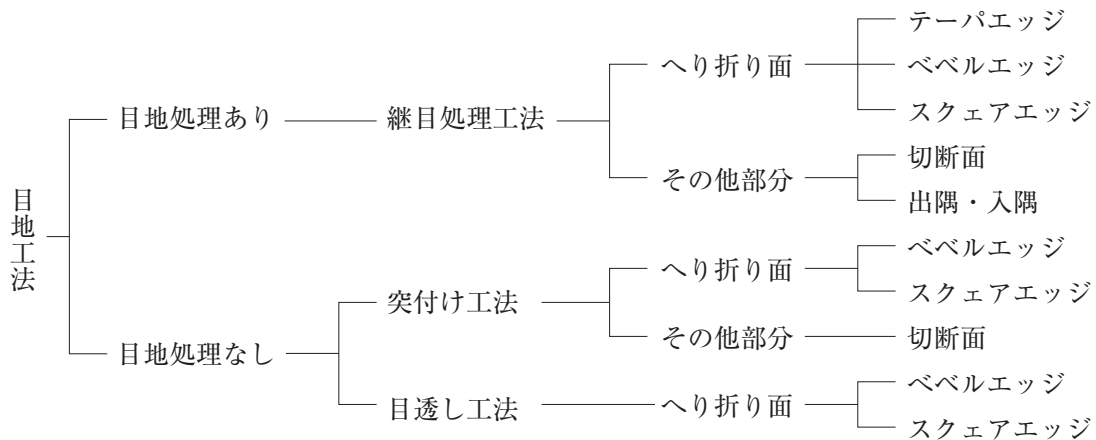 目地工法
目地処理あり
継目処理工法
へり折り面
テーパエッジ
ベベルエッジ
スクェアエッジ
その他部分
切断面
出隅・入隅
目地処理なし
突付け工法
へり折り面
ベベルエッジ
スクェアエッジ
その他部分
切断面
目透し工法
へり折り面
ベベルエッジ
スクェアエッジ